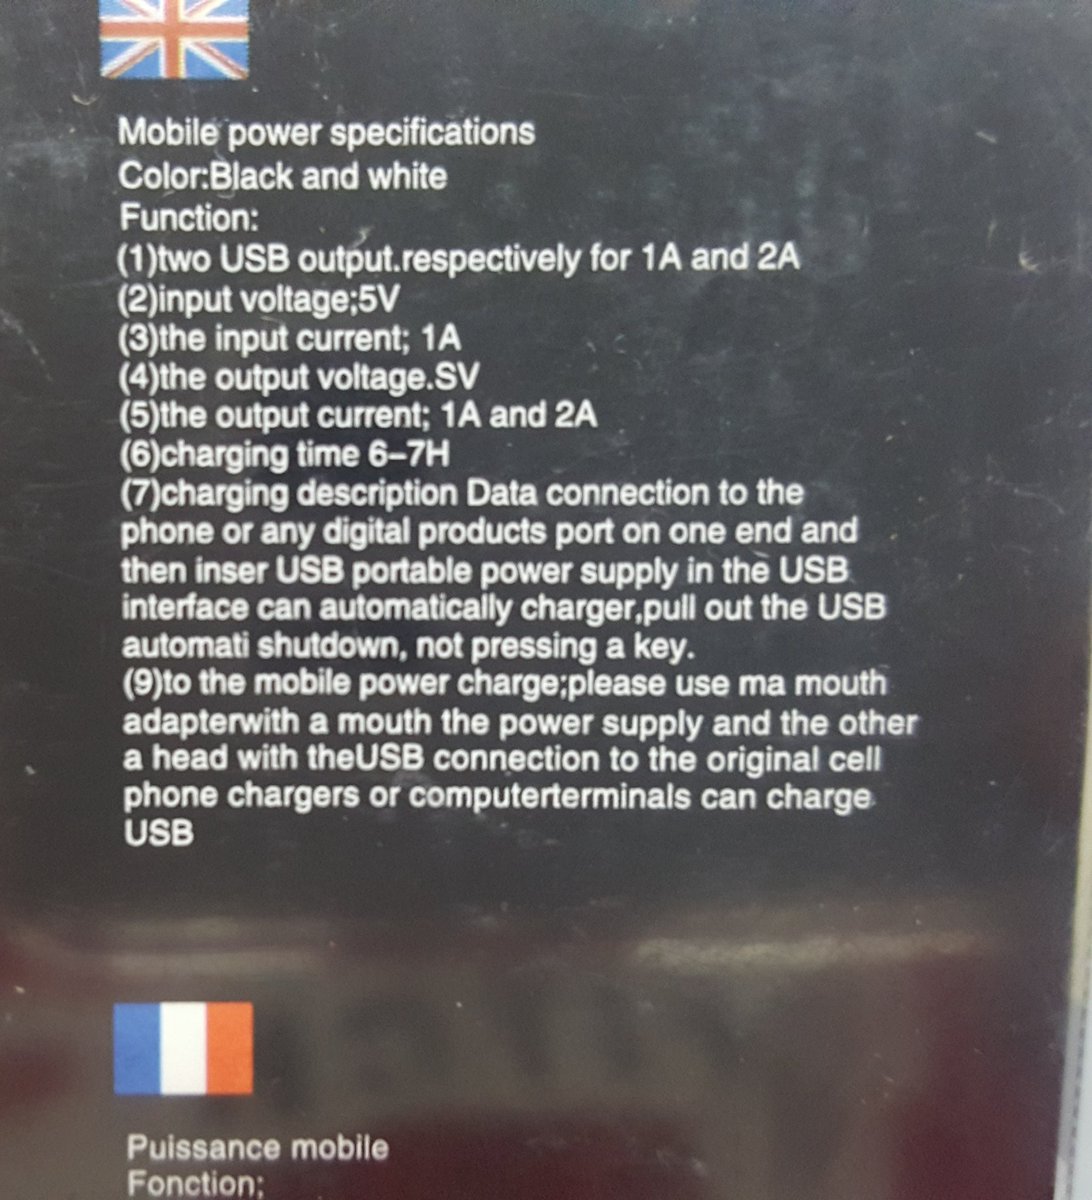 Mobile power specifications
Color:Black and white
Function:
(1)two USB output.respectively for 1A and 2A
(2)input voltage;5V
(3)the input current; 1A
(4)the output voltage.SV
(5)the output current; 1A and 2A
(6)charging time 6–7H
(7)charging description Data connection to the
phone or any digital products port on one end and
then inser USB portable power supply in the USB
interface can automatically charger,pull out the USB
automati shutdown, not pressing a key.
(9)to the mobile power charge;please use ma mouth
adapterwith a mouth the power supply and the other
a head with theUSB connection to the original cell
phone chargers or computerterminals can charge
USB
Puissance mobile
Fonction;